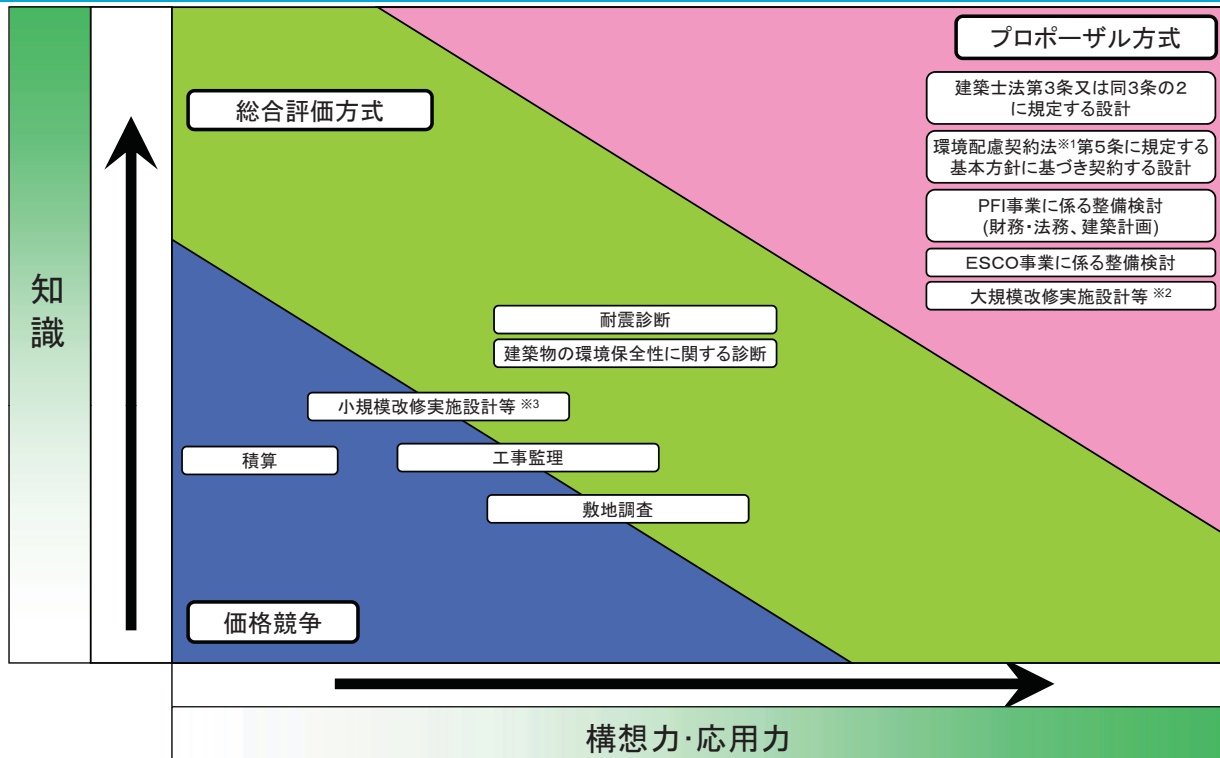 プロポーザル方式
建築士法第3条又は同3条の2
に規定する設計
総合評価方式
環境配慮契約法※1第5条に規定する
基本方針に基づき契約する設計
PFI事業に係る整備検討
(財務・法務、建築計画)
ESCO事業に係る整備検討
大規模改修実施設計等 ※2
知識
耐震診断
建築物の環境保全性に関する診断
小規模改修実施設計等 ※3
積算
工事監理
敷地調査
価格競争
構想力・応用力